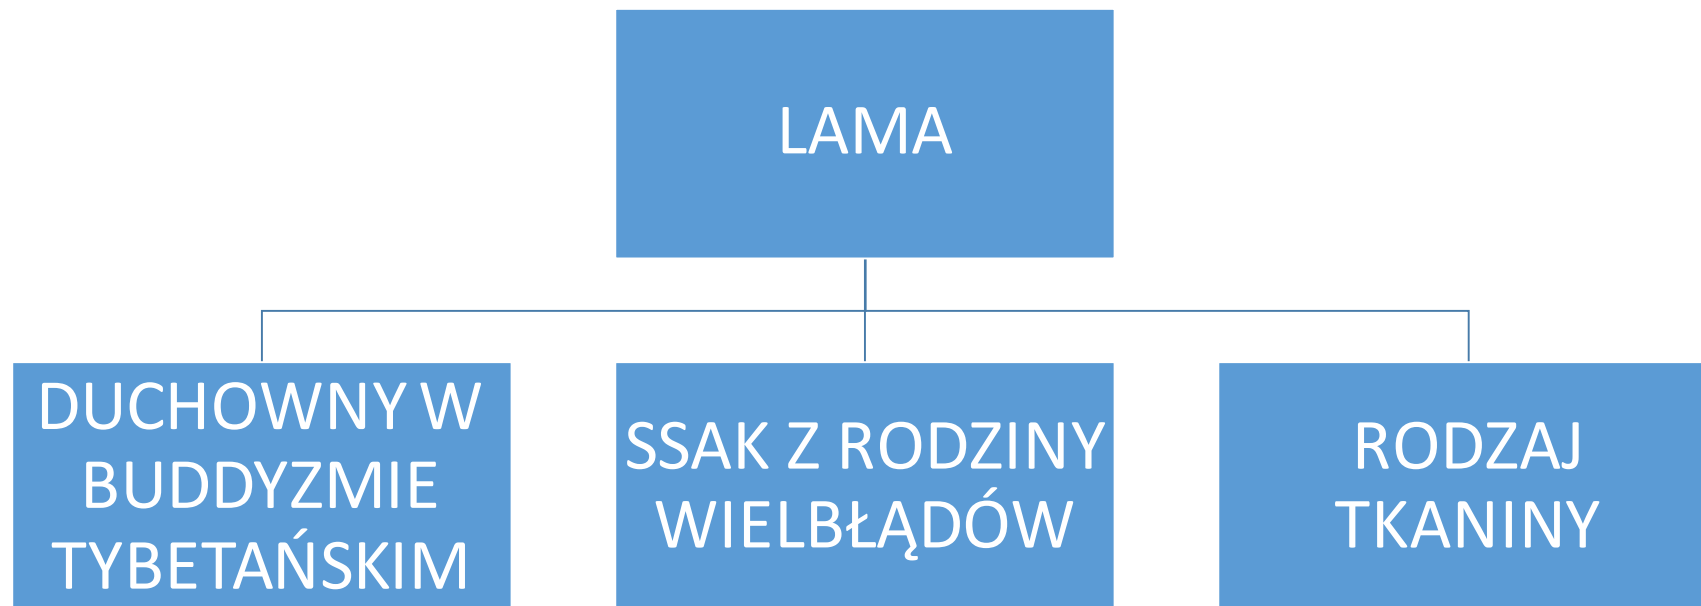 LAMA
DUCHOWNY W
BUDDYZMIE
TYBETAŃSKIM
SSAK Z RODZINY
WIELBŁĄDÓW
RODZAJ
TKANINY